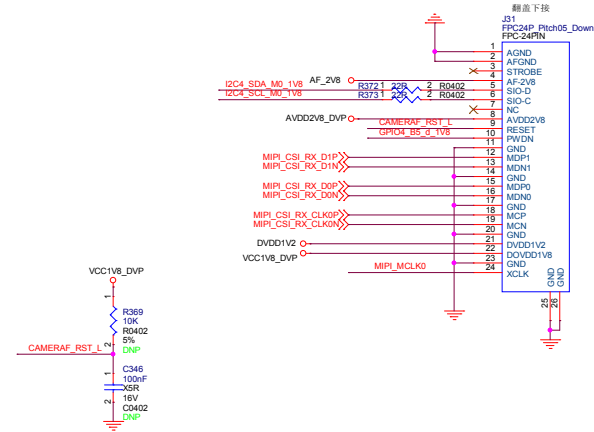 翻盖下接
J31
FPC24P_Pitch05_Down
FPC-24PIN
1 AGND
2 AFGND
3 STROBE
AF_2V8 4 AF-2V8
I2C4_SDA_M0_1V8 R372 1 22R 2 R0402 5 SIO-D
I2C4_SCL_M0_1V8 R373 1 22R 2 R0402 6 SIO-C
7 NC
AVDD2V8_DVP 8 AVDD2V8
CAMERAF_RST_L 9 RESET
GPIO4_B5_d_1V8 10 PWDN
11 GND
MIPI_CSI_RX_D1P 12 MDP1
MIPI_CSI_RX_D1N 13 MDN1
14 GND
MIPI_CSI_RX_D0P 15 MDP0
MIPI_CSI_RX_D0N 16 MDN0
17 GND
MIPI_CSI_RX_CLK0P 18 MCP
MIPI_CSI_RX_CLK0N 19 MCN
20 GND
DVDD1V2 21 DVDD1V2
VCC1V8_DVP 22 DOVDD1V8
23 GND
MIPI_MCLK0 24 XCLK
GND GND
25 26
VCC1V8_DVP
1
R369
10K
R0402
5%
2 DNP
CAMERAF_RST_L
1 C346
100nF
X5R
2 16V
C0402
DNP